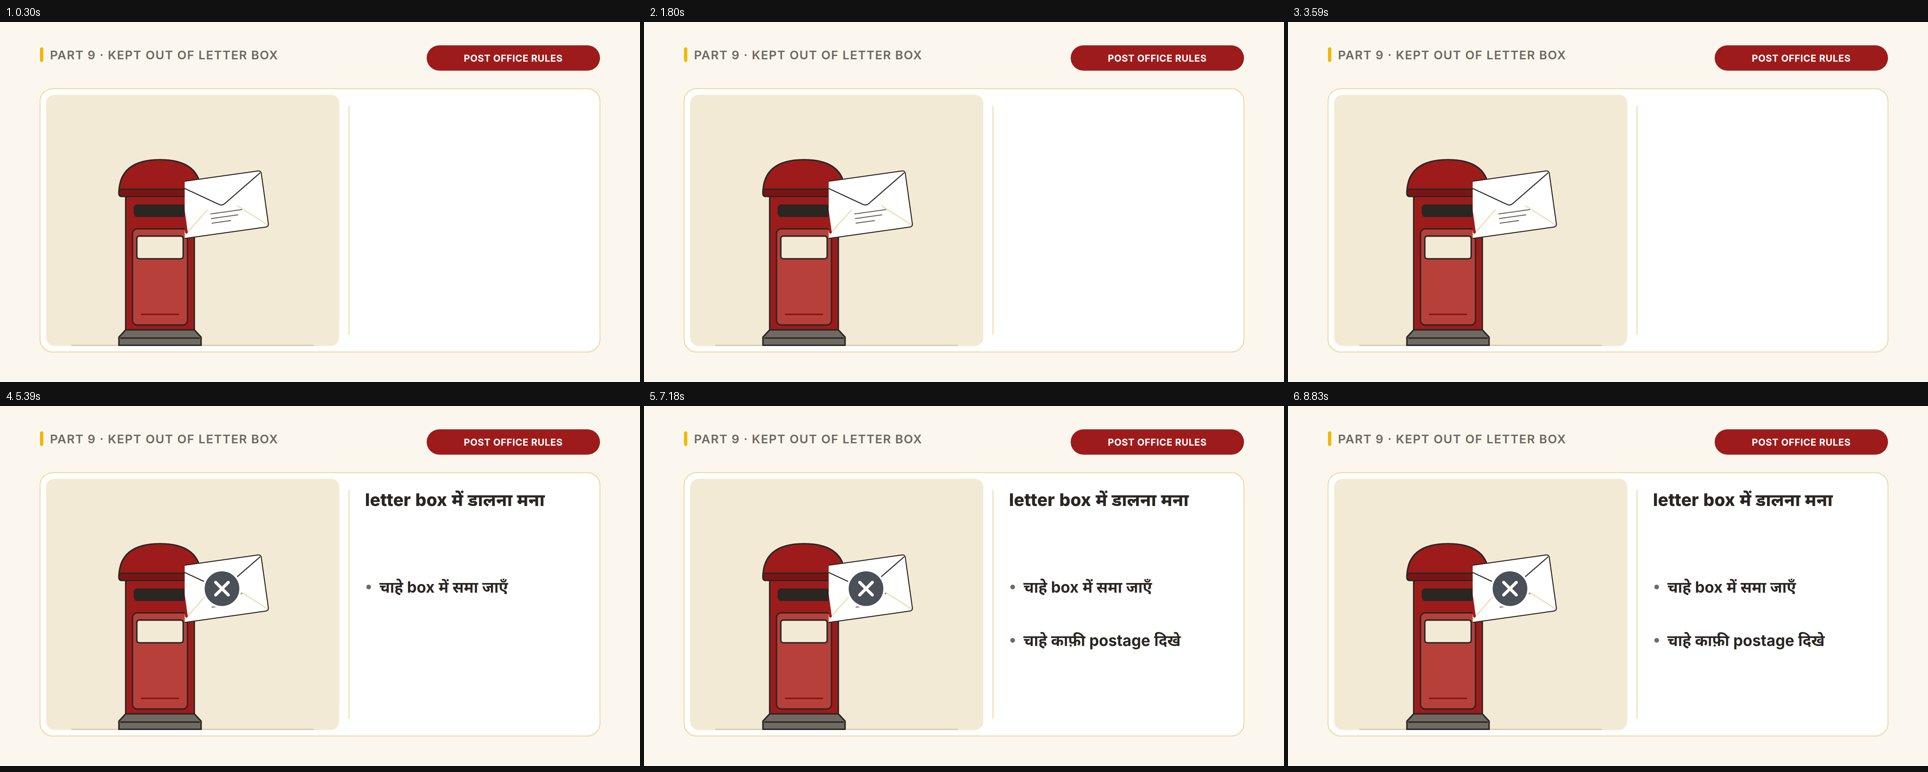 1. 0.30s
PART 9 · KEPT OUT OF LETTER BOX
POST OFFICE RULES
2. 1.80s
PART 9 · KEPT OUT OF LETTER BOX
POST OFFICE RULES
3. 3.59s
PART 9 · KEPT OUT OF LETTER BOX
POST OFFICE RULES
4. 5.39s
PART 9 · KEPT OUT OF LETTER BOX
POST OFFICE RULES
letter box में डालना मना
• चाहे box में समा जाएँ
5. 7.18s
PART 9 · KEPT OUT OF LETTER BOX
POST OFFICE RULES
letter box में डालना मना
• चाहे box में समा जाएँ
• चाहे काफ़ी postage दिखे
6. 8.83s
PART 9 · KEPT OUT OF LETTER BOX
POST OFFICE RULES
letter box में डालना मना
• चाहे box में समा जाएँ
• चाहे काफ़ी postage दिखे